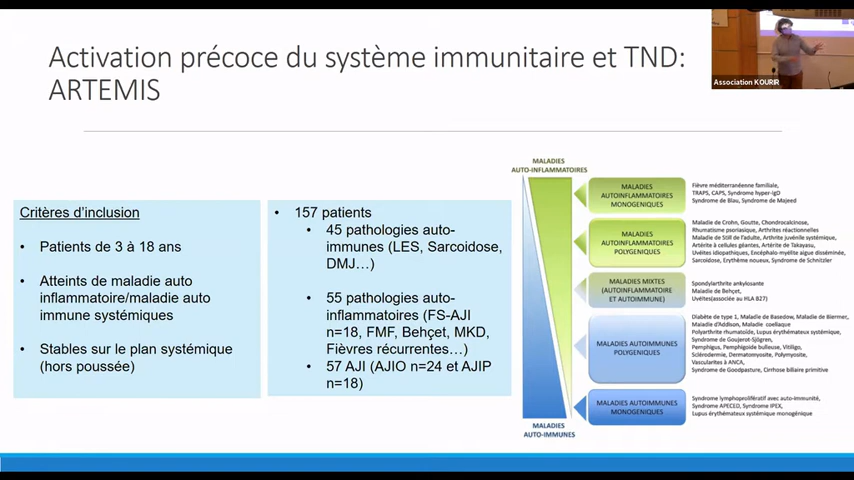 Activation précoce du système immunitaire et TND:
ARTEMIS
Association KOURIR
Critères d'inclusion
• Patients de 3 à 18 ans
• Atteints de maladie auto
inflammatoire/maladie auto
immune systémiques
• Stables sur le plan systémique
(hors poussée)
• 157 patients
• 45 pathologies auto-
immunes (LES, Sarcoidose,
DMJ…)
• 55 pathologies auto-
inflammatoires (FS-AJI
n=18, FMF, Behçet, MKD,
Fièvres récurrentes…)
• 57 AJI (AJIO n=24 et AJIP
n=18)
MALADIES
AUTO-INFLAMMATOIRES
MALADIES
AUTOINFLAMMATOIRES
MONOGENIQUES
Fièvre méditerranéenne familiale,
TRAPS, CAPS, Syndrome hyper-IgD
Syndrome de Blau, Syndrome de Majeed
MALADIES
AUTOINFLAMMATOIRES
POLYGENIQUES
Maladie de Crohn, Goutte, Chondrocalcinose,
Rhumatisme psoriasique, Arthrites réactionnelles
Maladie de Still de l'adulte, Arthrite juvénile systémique,
Artérite à cellules géantes, Artérite de Takayasu,
Uvéites idiopathiques, Encéphalo myélite aigue disséminée,
Sarcoïdose, Erythème noueux, Syndrome de Schnitzler
MALADIES MIXTES
(AUTOINFLAMMATOIRE
ET AUTOIMMUNE)
Spondylarthrite ankylosante
Maladie de Behçet,
Uvéites(associée au HLA B27)
MALADIES AUTOIMMUNES
POLYGENIQUES
Diabète de type 1, Maladie de Basedow, Maladie de Biermer,
Maladie d'Addison, Maladie coeliaque
Polyarthrite rhumatoïde, Lupus érythémateux systémique,
Syndrome de Goujerot-Sjögren,
Pemphigus, Pemphigoïde bulleuse, Vitiligo,
Sclérodermie, Dermatomyosite, Polymyosite,
Vascularites à ANCA,
Syndrome de Goodpasture, Cirrhose biliaire primitive
MALADIES AUTOIMMUNES
MONOGENIQUES
Syndrome lymphoprolifératif avec auto-immunité,
Syndrome APECED, Syndrome IPEX,
Lupus érythémateux systémique monogénique
MALADIES
AUTO-IMMUNES